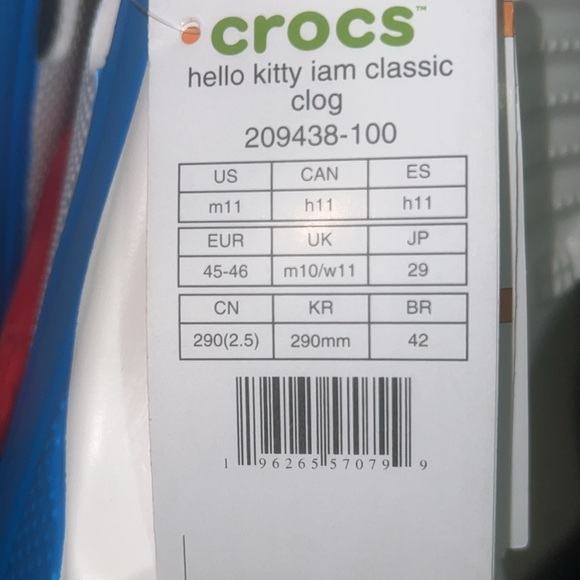 crocs™
hello kitty iam classic
clog
209438-100
US CAN ES
m11 h11 h11
EUR UK JP
45-46 m10/w11 29
CN KR BR
290(2.5) 290mm 42
1 96265 57079 9